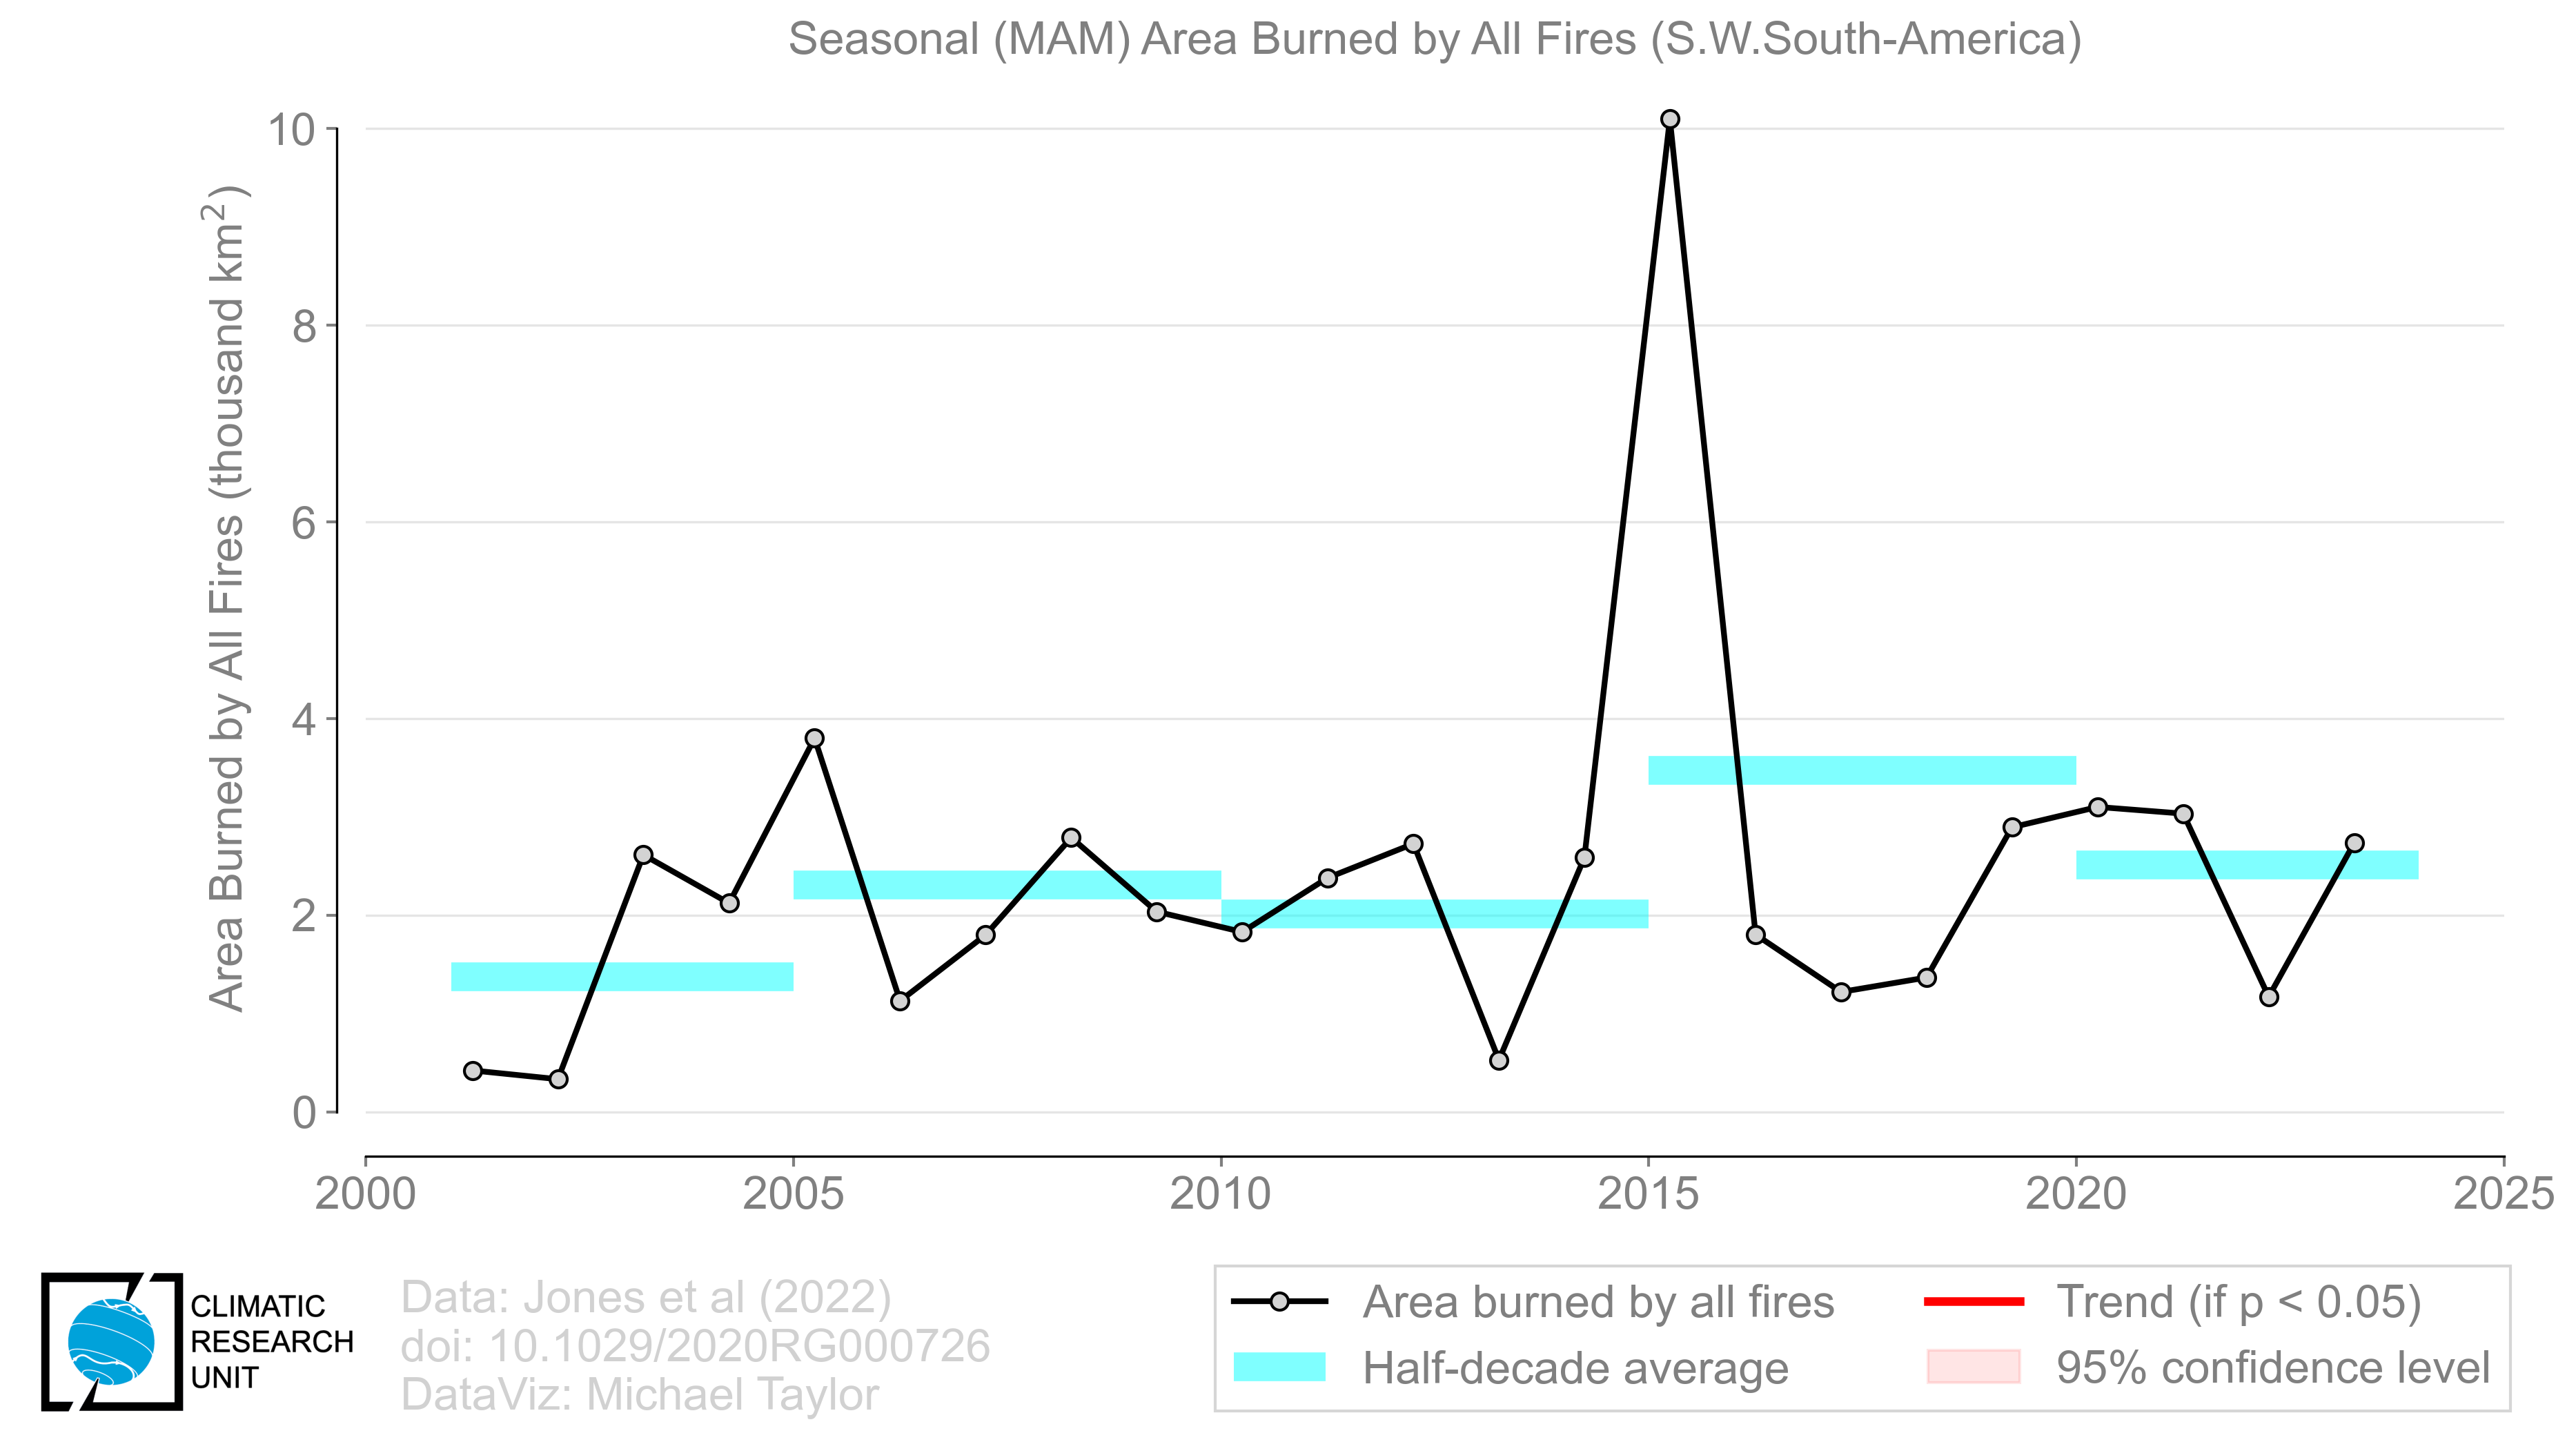 Seasonal (MAM) Area Burned by All Fires (S.W.South-America)
Area Burned by All Fires (thousand km²)
10
8
6
4
2
0
2000 2005 2010 2015 2020 2025
CLIMATIC
RESEARCH
UNIT
Data: Jones et al (2022)
doi: 10.1029/2020RG000726
DataViz: Michael Taylor
Area burned by all fires
Half-decade average
Trend (if p < 0.05)
95% confidence level